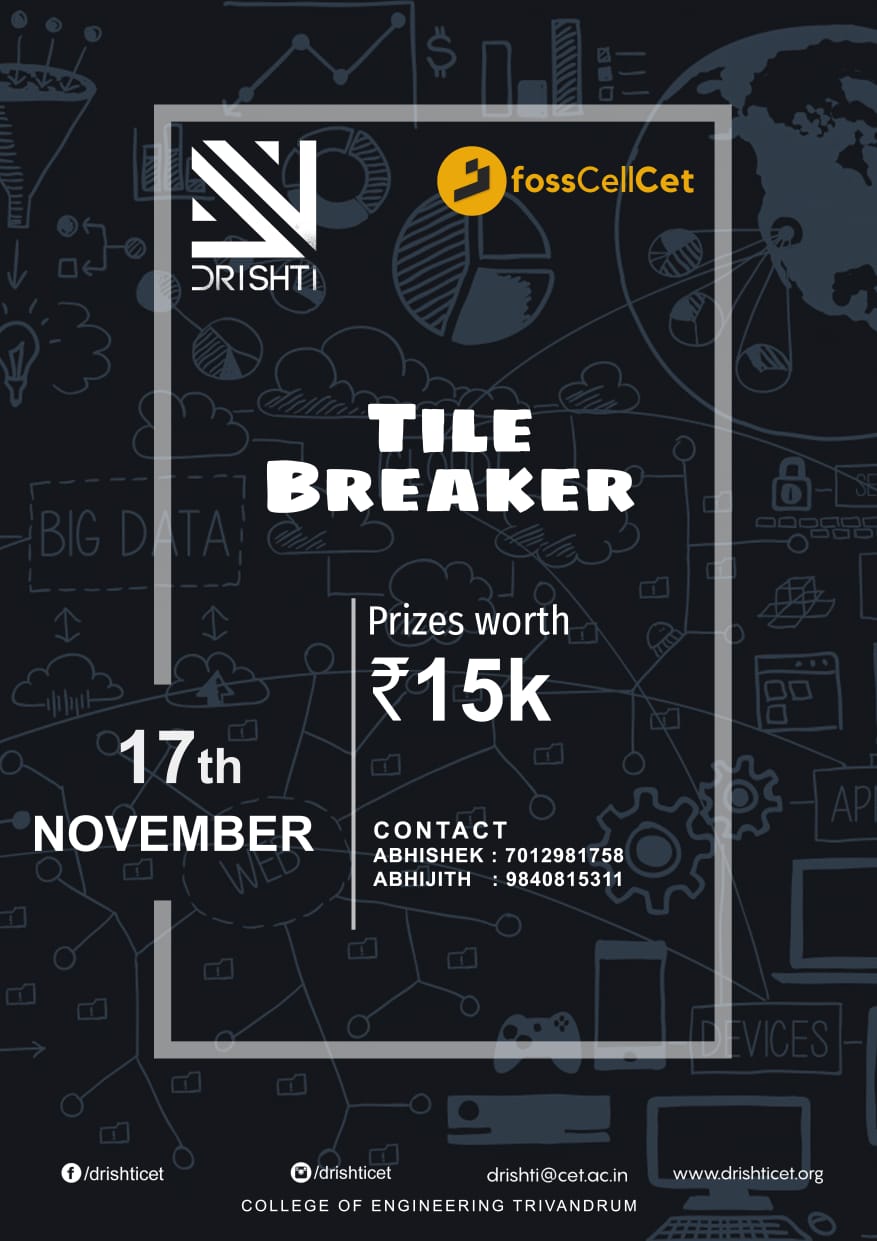 DRISHTI
fossCellCet
TILE
BREAKER
CLOUD
BIG DATA
Prizes worth
₹15k
17th
NOVEMBER
WEB
CONTACT
ABHISHEK : 7012981758
ABHIJITH : 9840815311
DEVICES
/drishticet
/drishticet
drishti@cet.ac.in
www.drishticet.org
COLLEGE OF ENGINEERING TRIVANDRUM